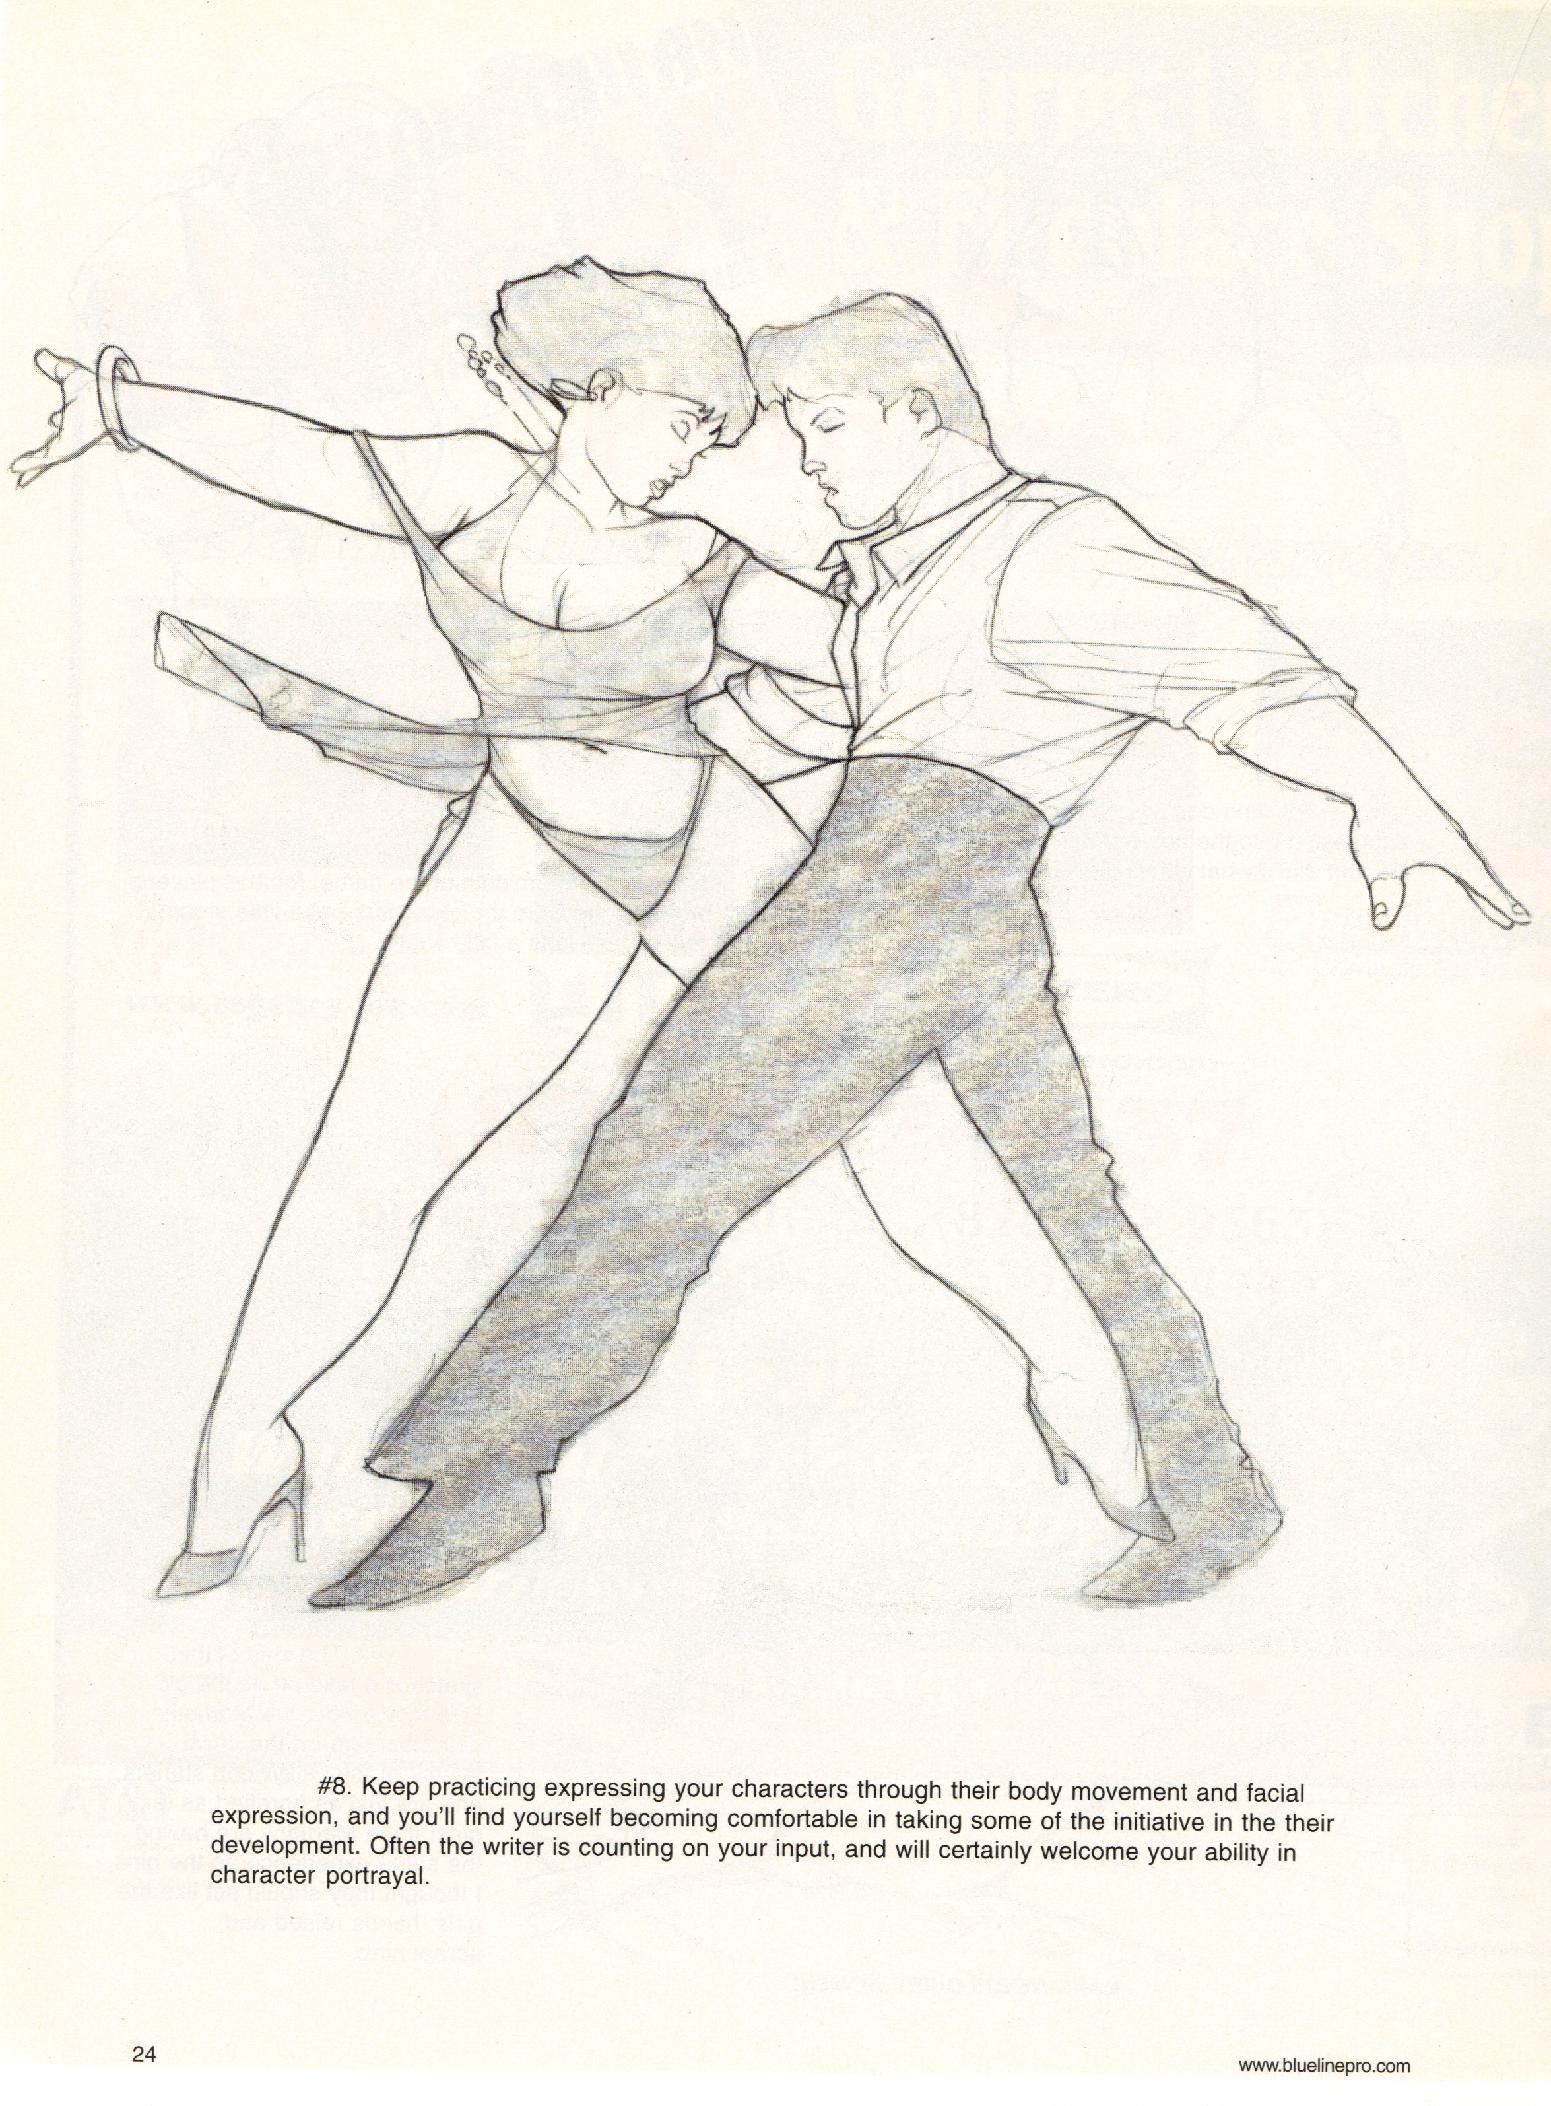 #8. Keep practicing expressing your characters through their body movement and facial
expression, and you'll find yourself becoming comfortable in taking some of the initiative in the their
development. Often the writer is counting on your input, and will certainly welcome your ability in
character portrayal.
24
www.bluelinepro.com